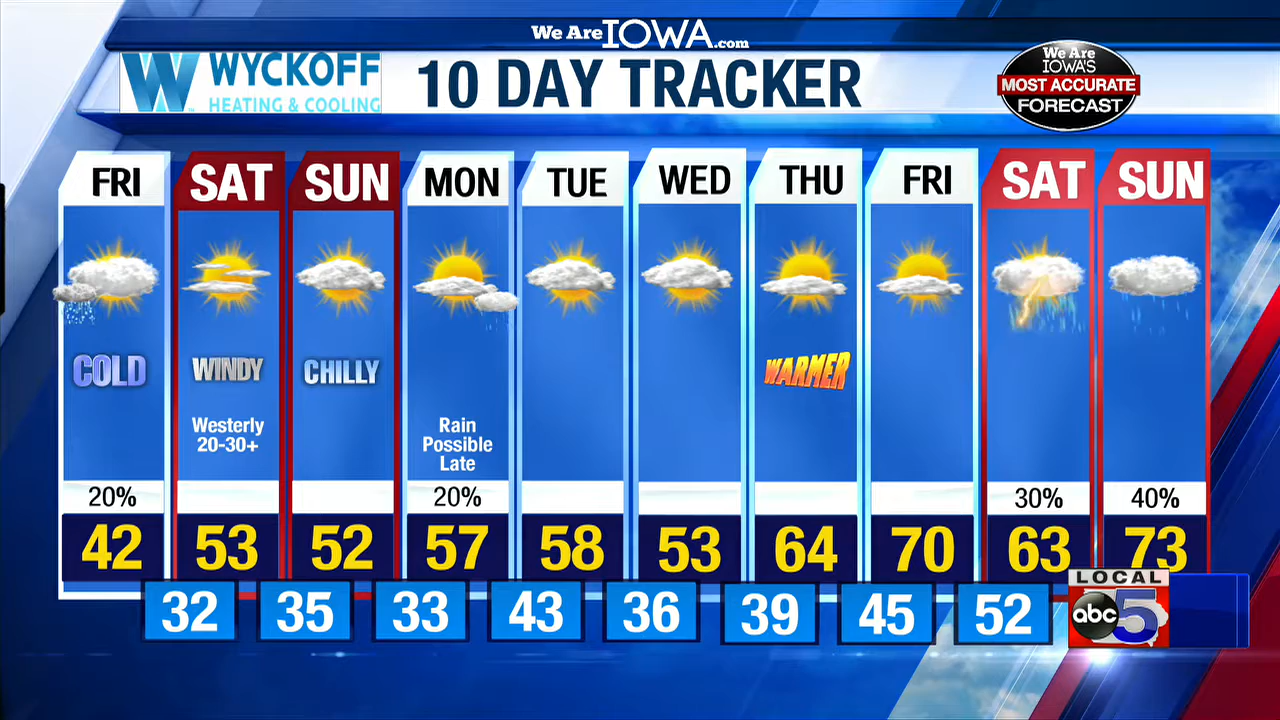 We Are IOWA.com
W WYCKOFF
HEATING & COOLING
10 DAY TRACKER
We Are
IOWA'S
MOST ACCURATE
FORECAST
FRI SAT SUN MON TUE WED THU FRI SAT SUN
COLD WINDY CHILLY WARMER
Westerly
20-30+
Rain
Possible
Late
20% 20% 30% 40%
42 53 52 57 58 53 64 70 63 73
32 35 33 43 36 39 45 52
LOCAL
abc 5